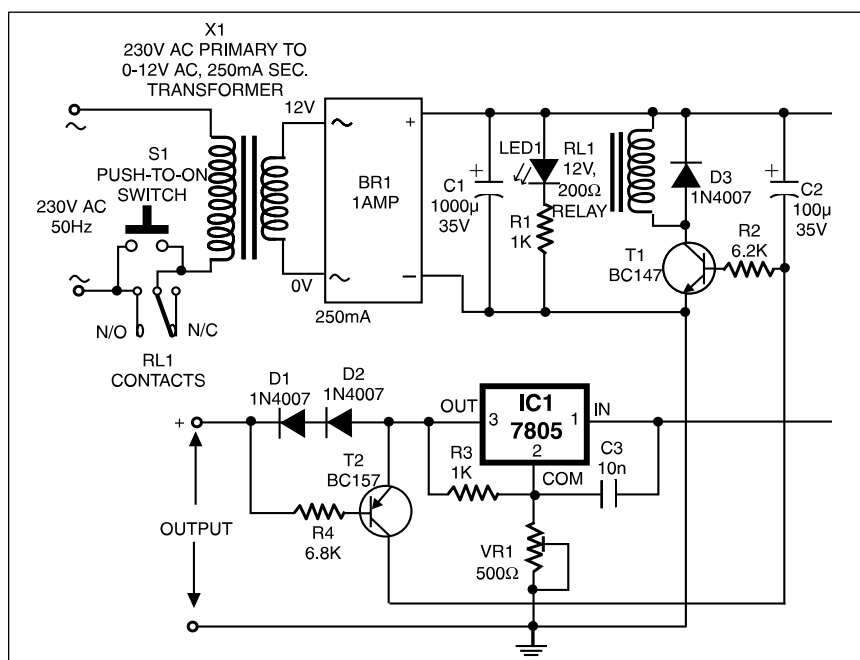 X1
230V AC PRIMARY TO
0-12V AC, 250mA SEC.
TRANSFORMER
12V
S1
PUSH-TO-ON
SWITCH
230V AC
50Hz
~
~
0V
N/O
N/C
RL1
CONTACTS
~
+
BR1
1AMP
~
–
250mA
+
C1
1000µ
35V
LED1
R1
1K
RL1
12V,
200Ω
RELAY
D3
1N4007
+
C2
100µ
35V
T1
BC147
R2
6.2K
D1
1N4007
D2
1N4007
+
OUT
IC1
7805
3
1
2
IN
COM
C3
10n
R3
1K
T2
BC157
R4
6.8K
OUTPUT
VR1
500Ω